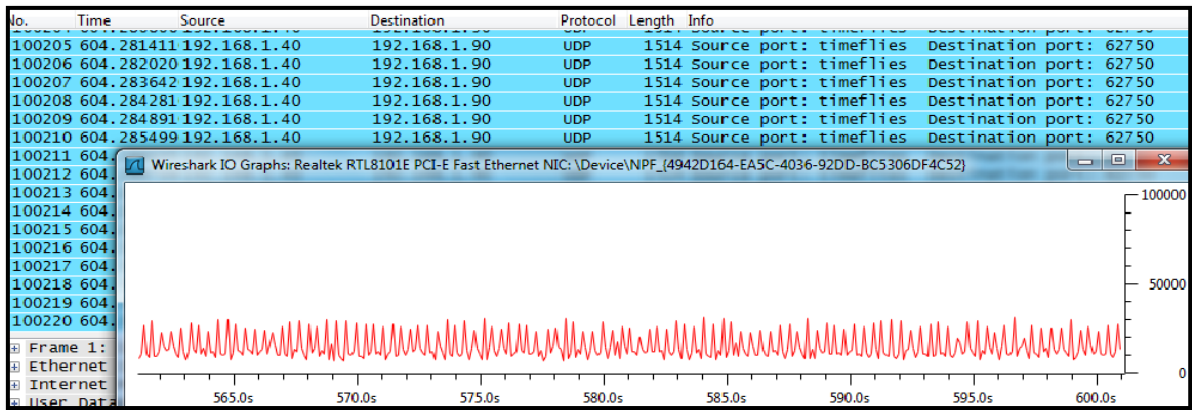 No. Time Source Destination Protocol Length Info
100205 604.281411 192.168.1.40 192.168.1.90 UDP 1514 Source port: timeflies Destination port: 62750
100206 604.282020 192.168.1.40 192.168.1.90 UDP 1514 Source port: timeflies Destination port: 62750
100207 604.283642 192.168.1.40 192.168.1.90 UDP 1514 Source port: timeflies Destination port: 62750
100208 604.284281 192.168.1.40 192.168.1.90 UDP 1514 Source port: timeflies Destination port: 62750
100209 604.284891 192.168.1.40 192.168.1.90 UDP 1514 Source port: timeflies Destination port: 62750
100210 604.285499 192.168.1.40 192.168.1.90 UDP 1514 Source port: timeflies Destination port: 62750
100211 604.
Wireshark IO Graphs: Realtek RTL8101E PCI-E Fast Ethernet NIC: \Device\NPF_{4942D164-EA5C-4036-92DD-BC5306DF4C52}
100212 604.
100213 604.
100000
100214 604.
100215 604.
100216 604.
100217 604.
100218 604.
50000
100219 604.
100220 604.
Frame 1:
Ethernet
0
Internet
User Data
565.0s 570.0s 575.0s 580.0s 585.0s 590.0s 595.0s 600.0s